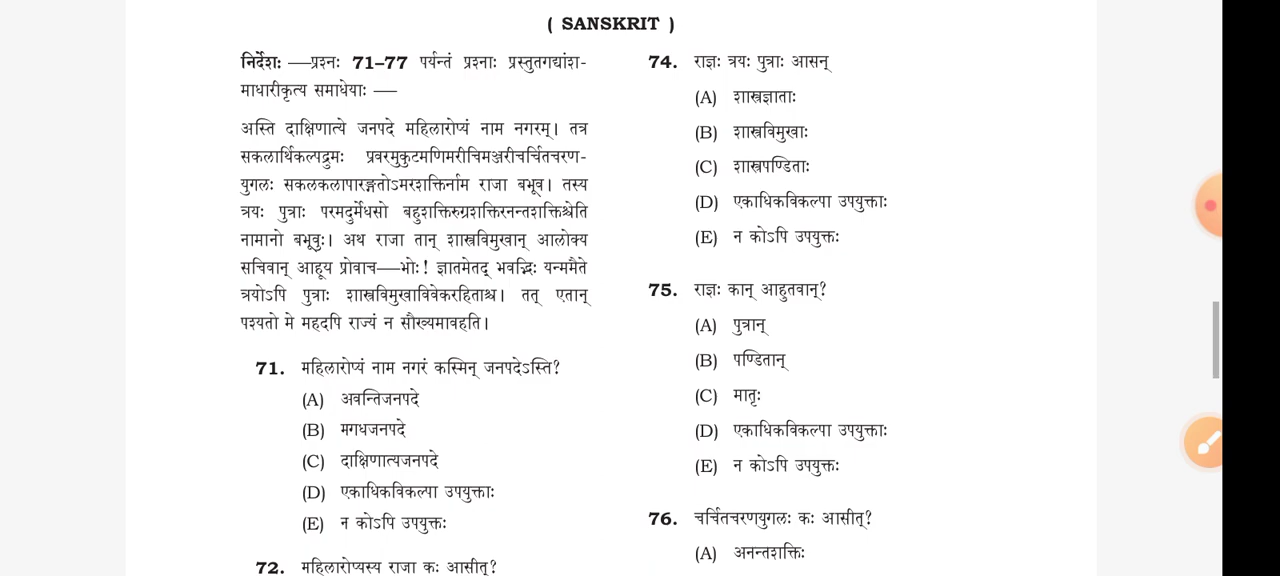 ( SANSKRIT )
निर्देश: —प्रश्न: 71–77 पर्यन्तं प्रश्ना: प्रस्तुतगद्यांश-
माधारीकृत्य समाधेया: —
अस्ति दाक्षिणात्ये जनपदे महिलारोप्यं नाम नगरम्। तत्र
सकलार्थिकल्पद्रुम: प्रवरमुकुटमणिमरीचिमञ्जरीचर्चितचरण-
युगल: सकलकलापारङ्गतोऽमरशक्तिर्नाम राजा बभूव। तस्य
त्रय: पुत्रा: परमदुर्मेधसो बहुशक्तिरुग्रशक्तिरनन्तशक्तिश्चेति
नामानो बभूवु:। अथ राजा तान् शास्त्रविमुखान् आलोक्य
सचिवान् आहूय प्रोवाच—भो:! ज्ञातमेतद् भवद्भि: यन्ममैते
त्रयोऽपि पुत्रा: शास्त्रविमुखाविवेकरहिताश्च। तत् एतान्
पश्यतो मे महदपि राज्यं न सौख्यमावहति।
71. महिलारोप्यं नाम नगरं कस्मिन् जनपदेऽस्ति?
(A) अवन्तिजनपदे
(B) मगधजनपदे
(C) दाक्षिणात्यजनपदे
(D) एकाधिकविकल्पा उपयुक्ता:
(E) न कोऽपि उपयुक्त:
72. महिलारोप्यस्य राजा क: आसीत्?
74. राज्ञ: त्रय: पुत्रा: आसन्
(A) शास्त्रज्ञाता:
(B) शास्त्रविमुखा:
(C) शास्त्रपण्डिता:
(D) एकाधिकविकल्पा उपयुक्ता:
(E) न कोऽपि उपयुक्त:
75. राज्ञ: कान् आहुतवान्?
(A) पुत्रान्
(B) पण्डितान्
(C) मातृ:
(D) एकाधिकविकल्पा उपयुक्ता:
(E) न कोऽपि उपयुक्त:
76. चर्चितचरणयुगल: क: आसीत्?
(A) अनन्तशक्ति: